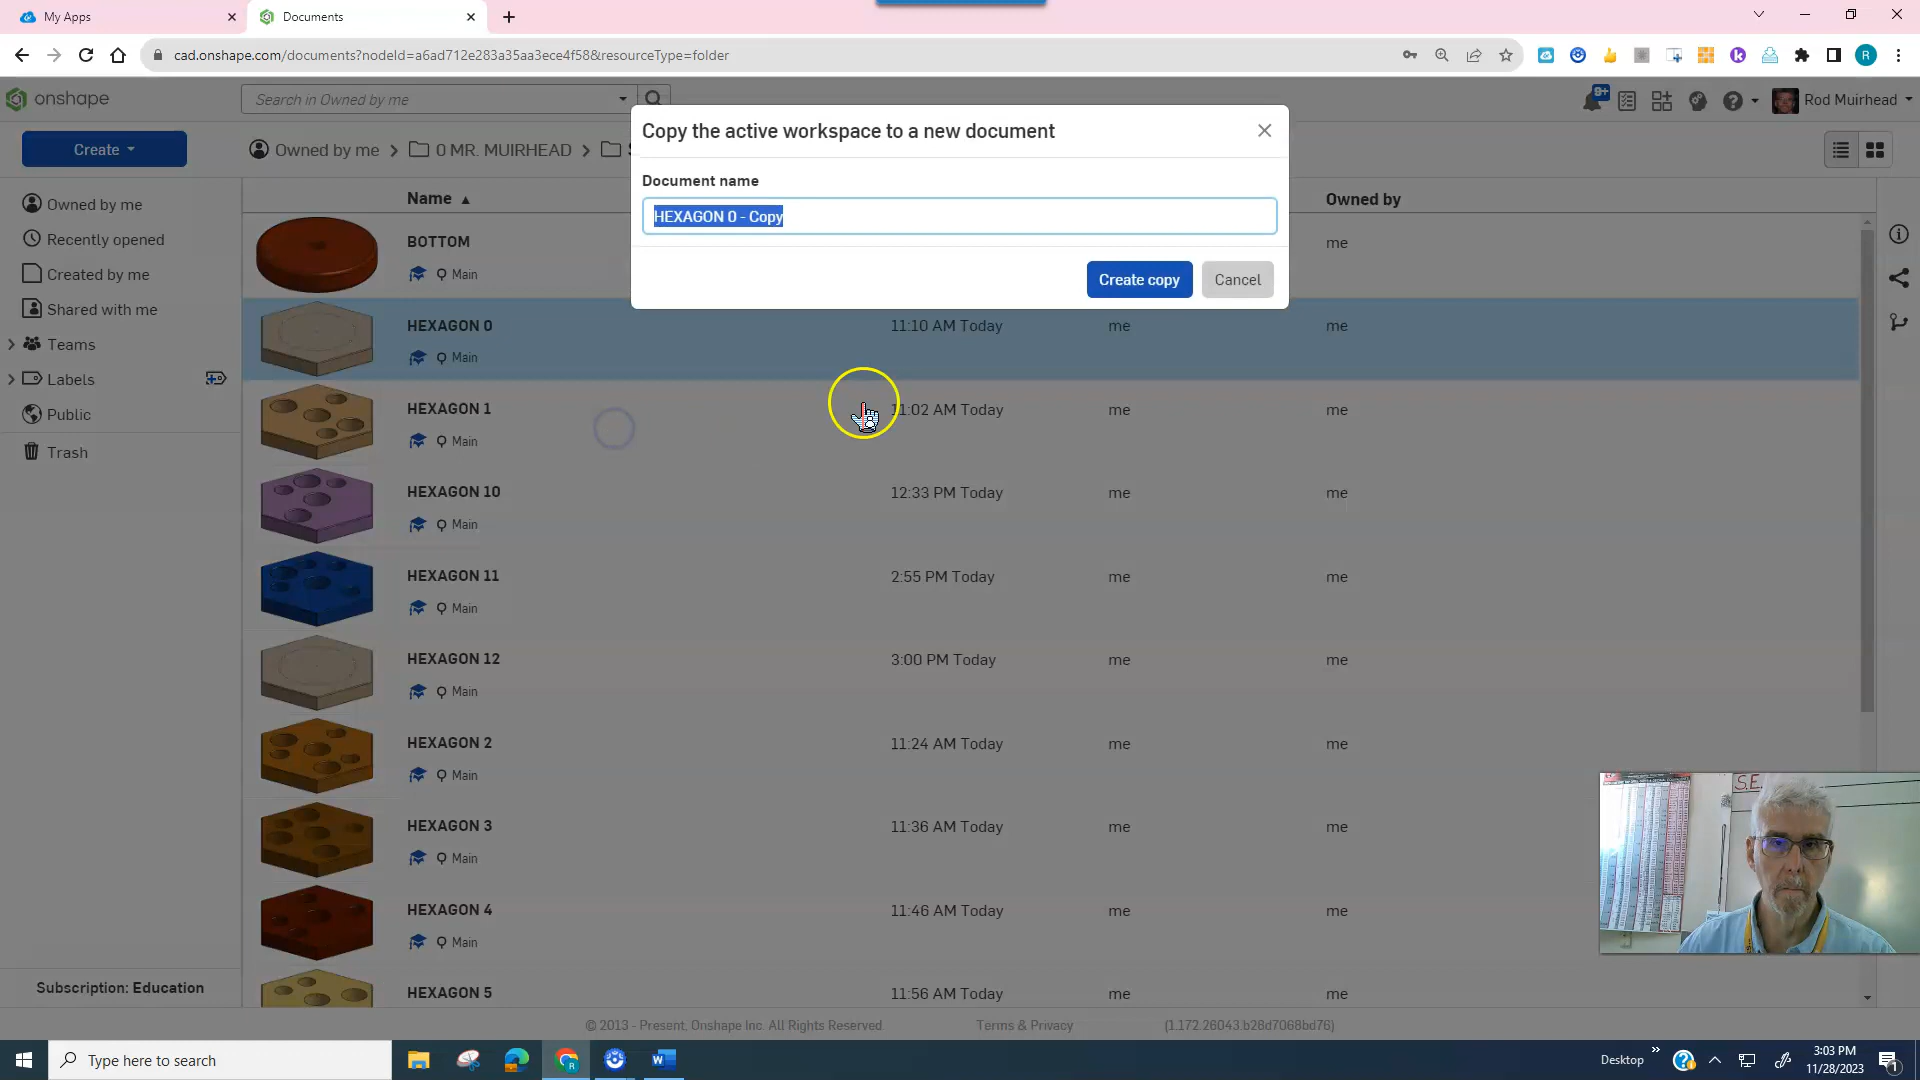 My Apps
Documents
cad.onshape.com/documents?nodeId=a6ad712e283a35aa3ece4f58&resourceType=folder
onshape
Search in Owned by me
9+
Rod Muirhead
Create
Owned by me
0 MR. MUIRHEAD
Copy the active workspace to a new document
Document name
HEXAGON 0 - Copy
Create copy
Cancel
Owned by me
Recently opened
Created by me
Shared with me
Teams
Labels
Public
Trash
Name
Owned by
BOTTOM
Main
me
HEXAGON 0
Main
11:10 AM Today
me
me
HEXAGON 1
Main
11:02 AM Today
me
me
HEXAGON 10
Main
12:33 PM Today
me
me
HEXAGON 11
Main
2:55 PM Today
me
me
HEXAGON 12
Main
3:00 PM Today
me
me
HEXAGON 2
Main
11:24 AM Today
me
me
HEXAGON 3
Main
11:36 AM Today
me
me
HEXAGON 4
Main
11:46 AM Today
me
me
HEXAGON 5
11:56 AM Today
me
me
S.E.
Subscription: Education
© 2013 - Present, Onshape Inc. All Rights Reserved
Terms & Privacy
(1.172.26043.b28d7068bd76)
Type here to search
Desktop
3:03 PM
11/28/2023
1